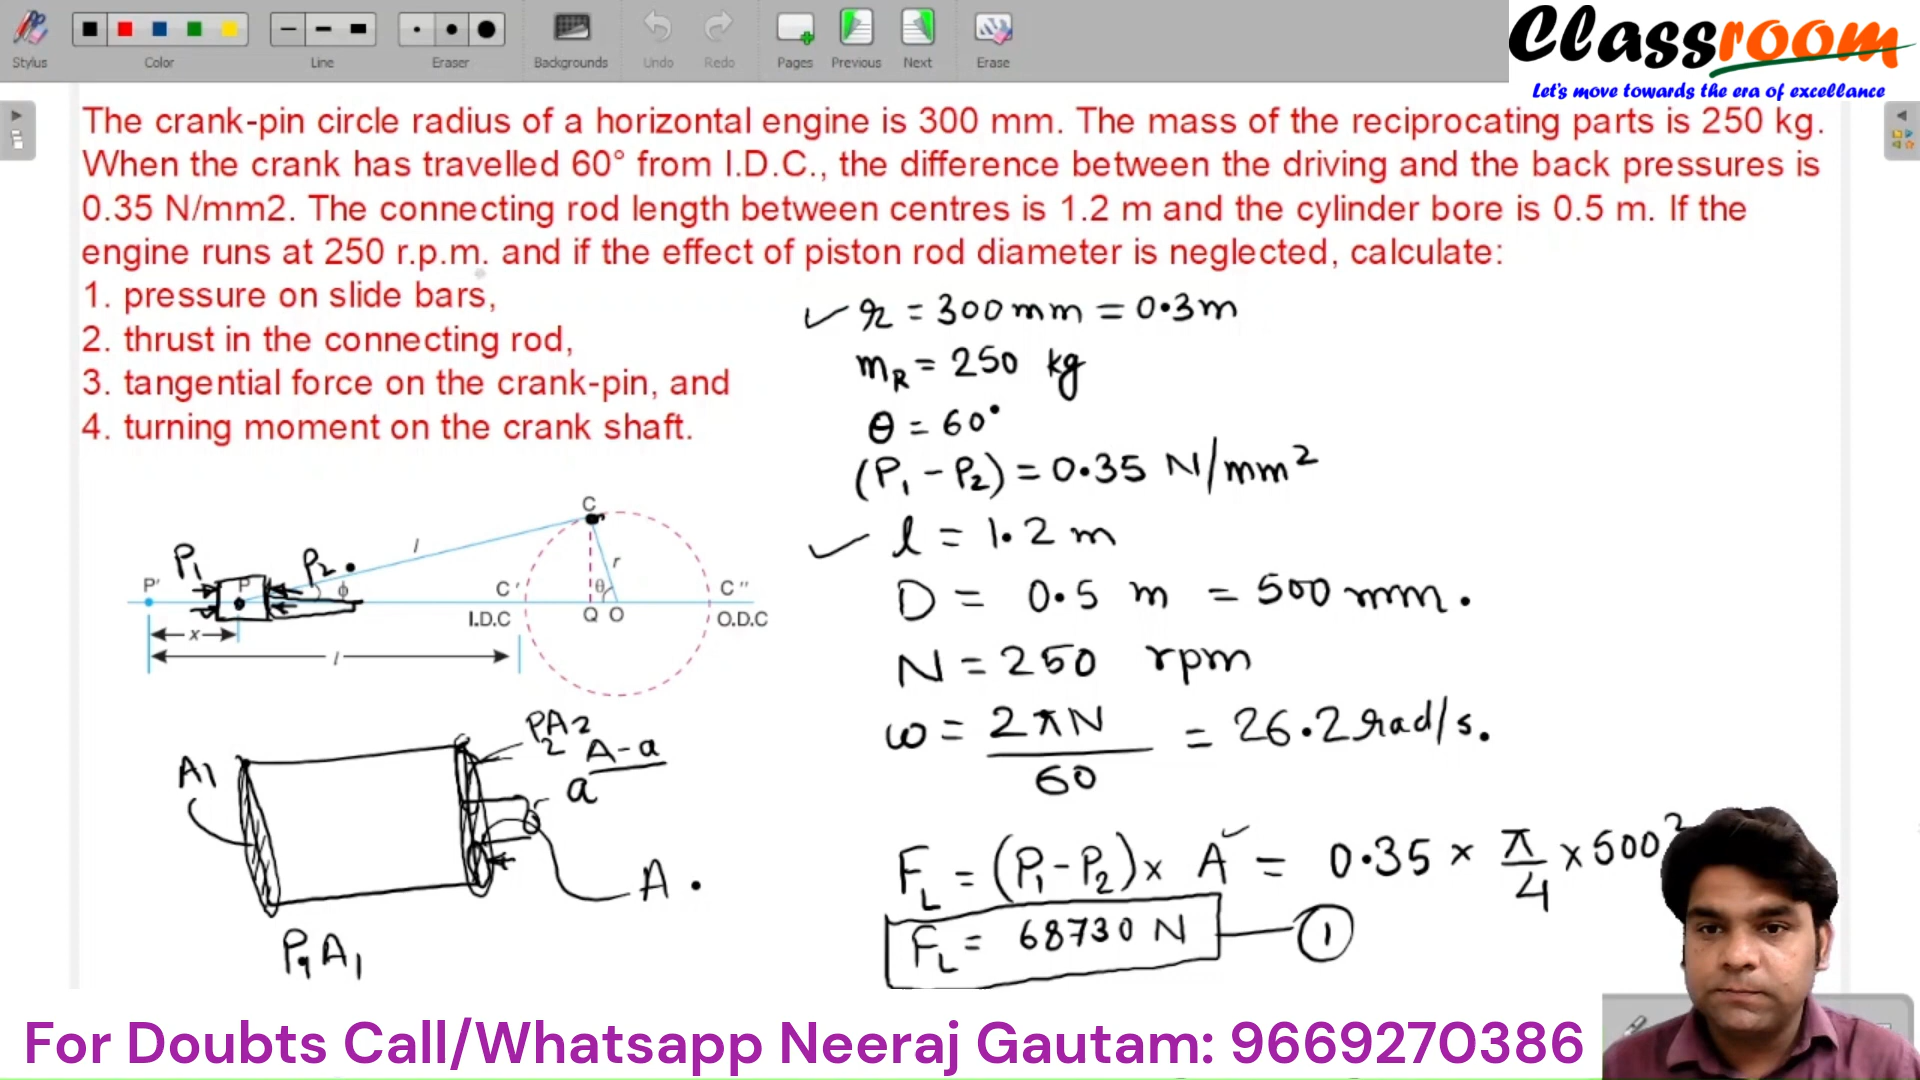 Stylus Color Line Eraser Backgrounds Undo Redo Pages Previous Next Erase
Classroom
Let's move towards the era of excellance
The crank-pin circle radius of a horizontal engine is 300 mm. The mass of the reciprocating parts is 250 kg.
When the crank has travelled 60° from I.D.C., the difference between the driving and the back pressures is
0.35 N/mm2. The connecting rod length between centres is 1.2 m and the cylinder bore is 0.5 m. If the
engine runs at 250 r.p.m. and if the effect of piston rod diameter is neglected, calculate:
1. pressure on slide bars,
2. thrust in the connecting rod,
3. tangential force on the crank-pin, and
4. turning moment on the crank shaft.
r = 300 mm = 0.3 m
mR = 250 kg
θ = 60°
(P1 - P2) = 0.35 N/mm²
l = 1.2 m
D = 0.5 m = 500 mm.
N = 250 rpm
ω = 2πN/60 = 26.2 rad/s.
FL = (P1-P2) × A = 0.35 × π/4 × 500²
FL = 68730 N ①
C
l
r
P1 P2
P' P ϕ C' θ C"
I.D.C Q O O.D.C
x
l
PA2
2 A-a
A1 a
A.
P1 A1
For Doubts Call/Whatsapp Neeraj Gautam: 9669270386